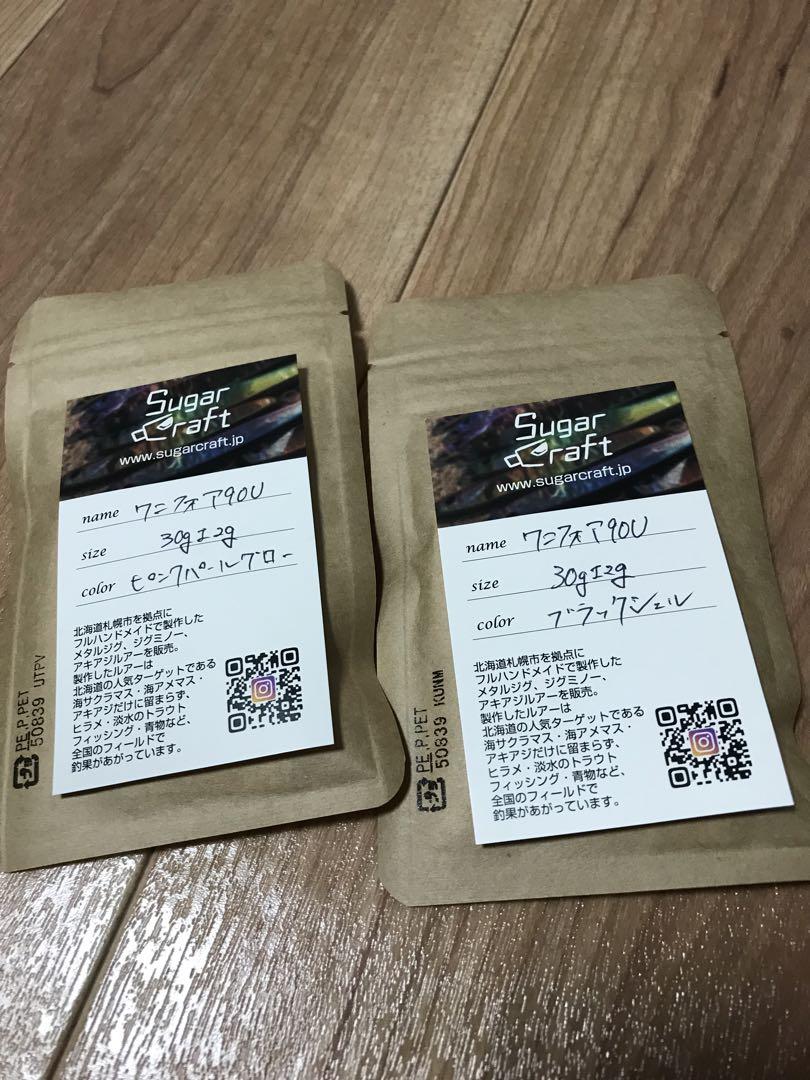 Sugar
Craft
www.sugarcraft.jp
name ワニフォア90U
size 30g±2g
color ピンクパールグロー
北海道札幌市を拠点に
フルハンドメイドで製作した
メタルジグ、ジグミノー、
アキアジルアーを販売。
製作したルアーは
北海道の人気ターゲットである
海サクラマス・海アメマス・
アキアジだけに留まらず、
ヒラメ・淡水のトラウト
フィッシング・青物など、
全国のフィールドで
釣果があがっています。
PE,P,PET
50839 UTPV
Sugar
Craft
www.sugarcraft.jp
name ワニフォア90U
size 30g±2g
color ブラックシェル
北海道札幌市を拠点に
フルハンドメイドで製作した
メタルジグ、ジグミノー、
アキアジルアーを販売。
製作したルアーは
北海道の人気ターゲットである
海サクラマス・海アメマス・
アキアジだけに留まらず、
ヒラメ・淡水のトラウト
フィッシング・青物など、
全国のフィールドで
釣果があがっています。
PE,P,PET
50839 KUNM